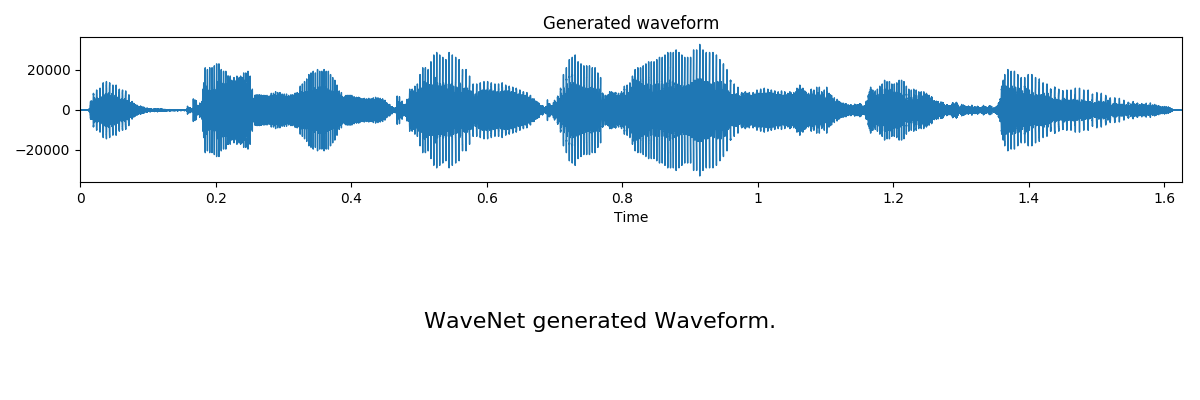 Generated waveform
20000
0
−20000
0 0.2 0.4 0.6 0.8 1 1.2 1.4 1.6
Time
WaveNet generated Waveform.